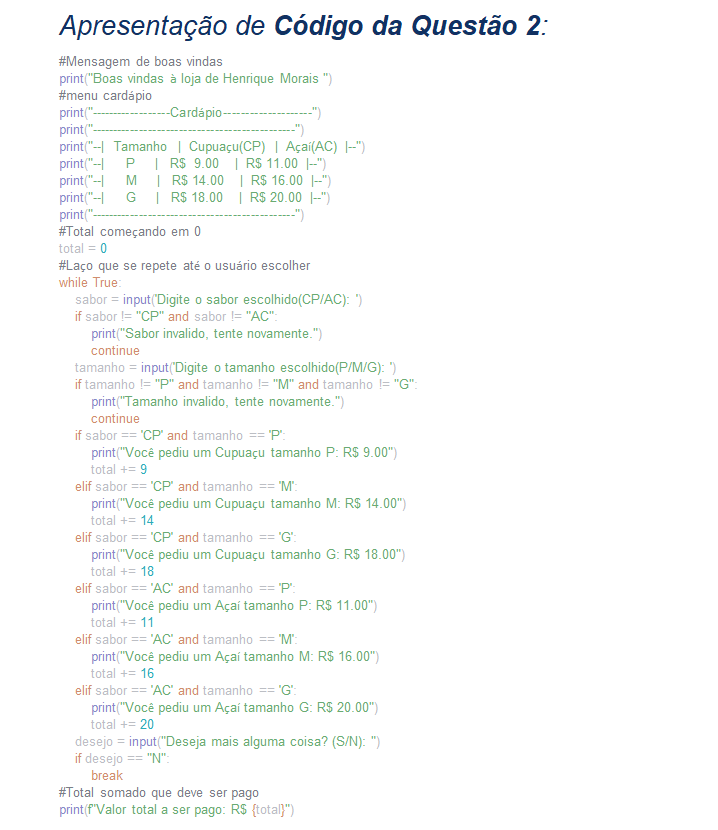 Apresentação de Código da Questão 2:
#Mensagem de boas vindas
print("Boas vindas à loja de Henrique Morais ")
#menu cardápio
print("------------------Cardápio---------------------")
print("-----------------------------------------------")
print("--|  Tamanho  |  Cupuaçu(CP)  |  Açaí(AC)  |--")
print("--|     P     |   R$  9.00    |  R$ 11.00  |--")
print("--|     M     |   R$ 14.00    |  R$ 16.00  |--")
print("--|     G     |   R$ 18.00    |  R$ 20.00  |--")
print("-----------------------------------------------")
#Total começando em 0
total = 0
#Laço que se repete até o usuário escolher
while True:
    sabor = input('Digite o sabor escolhido(CP/AC): ')
    if sabor != "CP" and sabor != "AC":
        print("Sabor invalido, tente novamente.")
        continue
    tamanho = input('Digite o tamanho escolhido(P/M/G): ')
    if tamanho != "P" and tamanho != "M" and tamanho != "G":
        print("Tamanho invalido, tente novamente.")
        continue
    if sabor == 'CP' and tamanho == 'P':
        print("Você pediu um Cupuaçu tamanho P: R$ 9.00")
        total += 9
    elif sabor == 'CP' and tamanho == 'M':
        print("Você pediu um Cupuaçu tamanho M: R$ 14.00")
        total += 14
    elif sabor == 'CP' and tamanho == 'G':
        print("Você pediu um Cupuaçu tamanho G: R$ 18.00")
        total += 18
    elif sabor == 'AC' and tamanho == 'P':
        print("Você pediu um Açaí tamanho P: R$ 11.00")
        total += 11
    elif sabor == 'AC' and tamanho == 'M':
        print("Você pediu um Açaí tamanho M: R$ 16.00")
        total += 16
    elif sabor == 'AC' and tamanho == 'G':
        print("Você pediu um Açaí tamanho G: R$ 20.00")
        total += 20
    desejo = input("Deseja mais alguma coisa? (S/N): ")
    if desejo == "N":
        break
#Total somado que deve ser pago
print(f"Valor total a ser pago: R$ {total}")